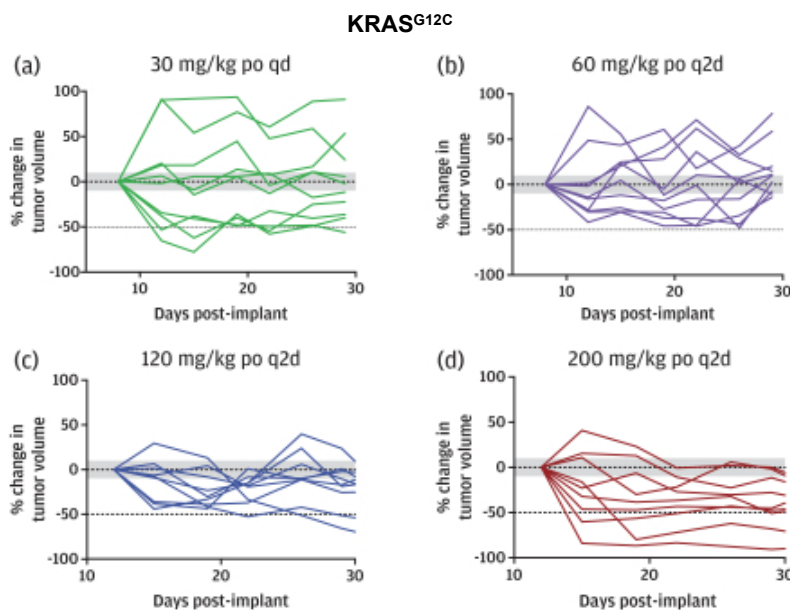 KRASG12C
(a) 30 mg/kg po qd
% change in
tumor volume
100
50
0
-50
-100
10 20 30
Days post-implant
(b) 60 mg/kg po q2d
% change in
tumor volume
100
50
0
-50
-100
10 20 30
Days post-implant
(c) 120 mg/kg po q2d
% change in
tumor volume
100
50
0
-50
-100
10 20 30
Days post-implant
(d) 200 mg/kg po q2d
% change in
tumor volume
100
50
0
-50
-100
10 20 30
Days post-implant